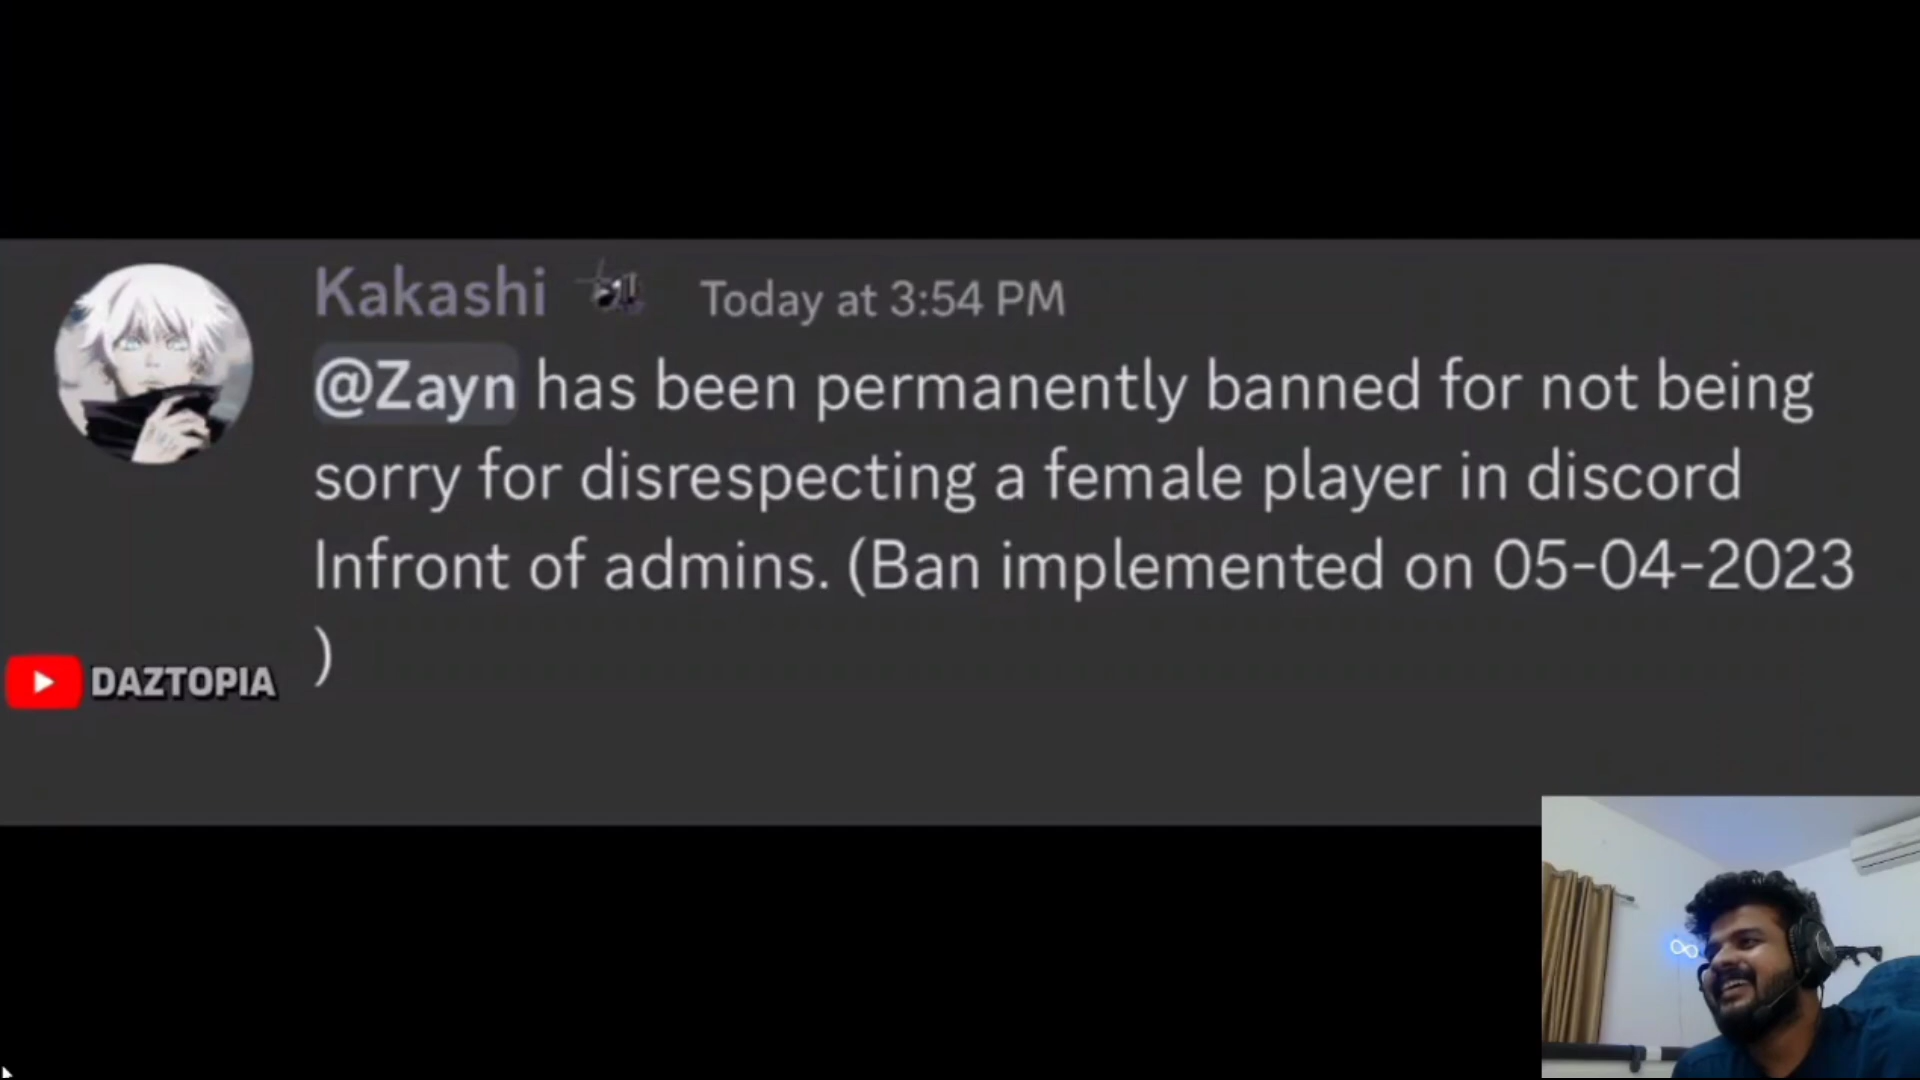 Kakashi Today at 3:54 PM
@Zayn has been permanently banned for not being
sorry for disrespecting a female player in discord
Infront of admins. (Ban implemented on 05-04-2023
)
DAZTOPIA